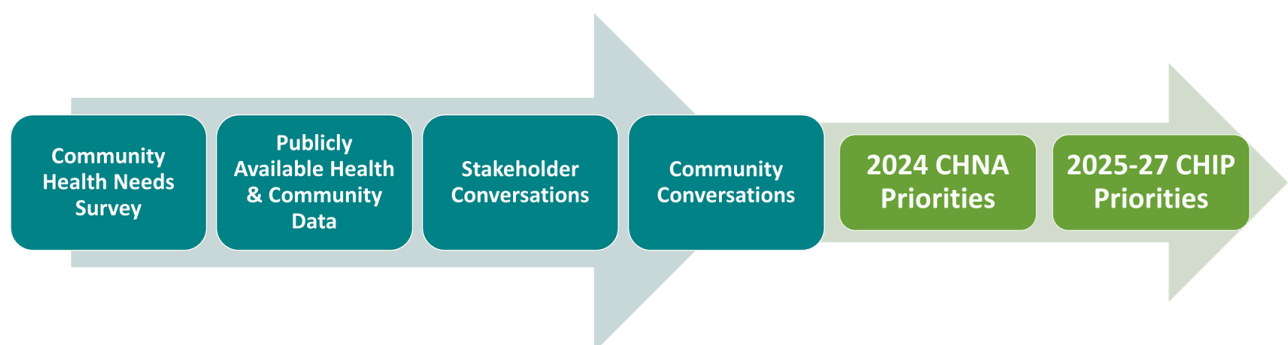 Community
Health Needs
Survey
Publicly
Available Health
& Community
Data
Stakeholder
Conversations
Community
Conversations
2024 CHNA
Priorities
2025-27 CHIP
Priorities